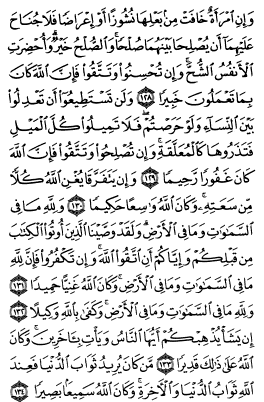 وَإِنِ ٱمْرَأَةٌ خَافَتْ مِنۢ بَعْلِهَا نُشُوزًا أَوْ إِعْرَاضًا فَلَا جُنَاحَ
عَلَيْهِمَآ أَن يُصْلِحَا بَيْنَهُمَا صُلْحًا ۚ وَٱلصُّلْحُ خَيْرٌ ۗ وَأُحْضِرَتِ
ٱلْأَنفُسُ ٱلشُّحَّ ۚ وَإِن تُحْسِنُوا۟ وَتَتَّقُوا۟ فَإِنَّ ٱللَّهَ كَانَ
بِمَا تَعْمَلُونَ خَبِيرًا ١٢٨ وَلَن تَسْتَطِيعُوٓا۟ أَن تَعْدِلُوا۟
بَيْنَ ٱلنِّسَآءِ وَلَوْ حَرَصْتُمْ ۖ فَلَا تَمِيلُوا۟ كُلَّ ٱلْمَيْلِ
فَتَذَرُوهَا كَٱلْمُعَلَّقَةِ ۚ وَإِن تُصْلِحُوا۟ وَتَتَّقُوا۟ فَإِنَّ ٱللَّهَ
كَانَ غَفُورًا رَّحِيمًا ١٢٩ وَإِن يَتَفَرَّقَا يُغْنِ ٱللَّهُ كُلًّا
مِّن سَعَتِهِۦ ۚ وَكَانَ ٱللَّهُ وَٰسِعًا حَكِيمًا ١٣٠ وَلِلَّهِ مَا فِى
ٱلسَّمَٰوَٰتِ وَمَا فِى ٱلْأَرْضِ ۗ وَلَقَدْ وَصَّيْنَا ٱلَّذِينَ أُوتُوا۟ ٱلْكِتَٰبَ
مِن قَبْلِكُمْ وَإِيَّاكُمْ أَنِ ٱتَّقُوا۟ ٱللَّهَ ۚ وَإِن تَكْفُرُوا۟ فَإِنَّ لِلَّهِ
مَا فِى ٱلسَّمَٰوَٰتِ وَمَا فِى ٱلْأَرْضِ ۚ وَكَانَ ٱللَّهُ غَنِيًّا حَمِيدًا ١٣١
وَلِلَّهِ مَا فِى ٱلسَّمَٰوَٰتِ وَمَا فِى ٱلْأَرْضِ ۚ وَكَفَىٰ بِٱللَّهِ وَكِيلًا ١٣٢
إِن يَشَأْ يُذْهِبْكُمْ أَيُّهَا ٱلنَّاسُ وَيَأْتِ بِـَٔاخَرِينَ ۚ وَكَانَ
ٱللَّهُ عَلَىٰ ذَٰلِكَ قَدِيرًا ١٣٣ مَّن كَانَ يُرِيدُ ثَوَابَ ٱلدُّنْيَا فَعِندَ
ٱللَّهِ ثَوَابُ ٱلدُّنْيَا وَٱلْأَخِرَةِ ۚ وَكَانَ ٱللَّهُ سَمِيعًۢا بَصِيرًا ١٣٤